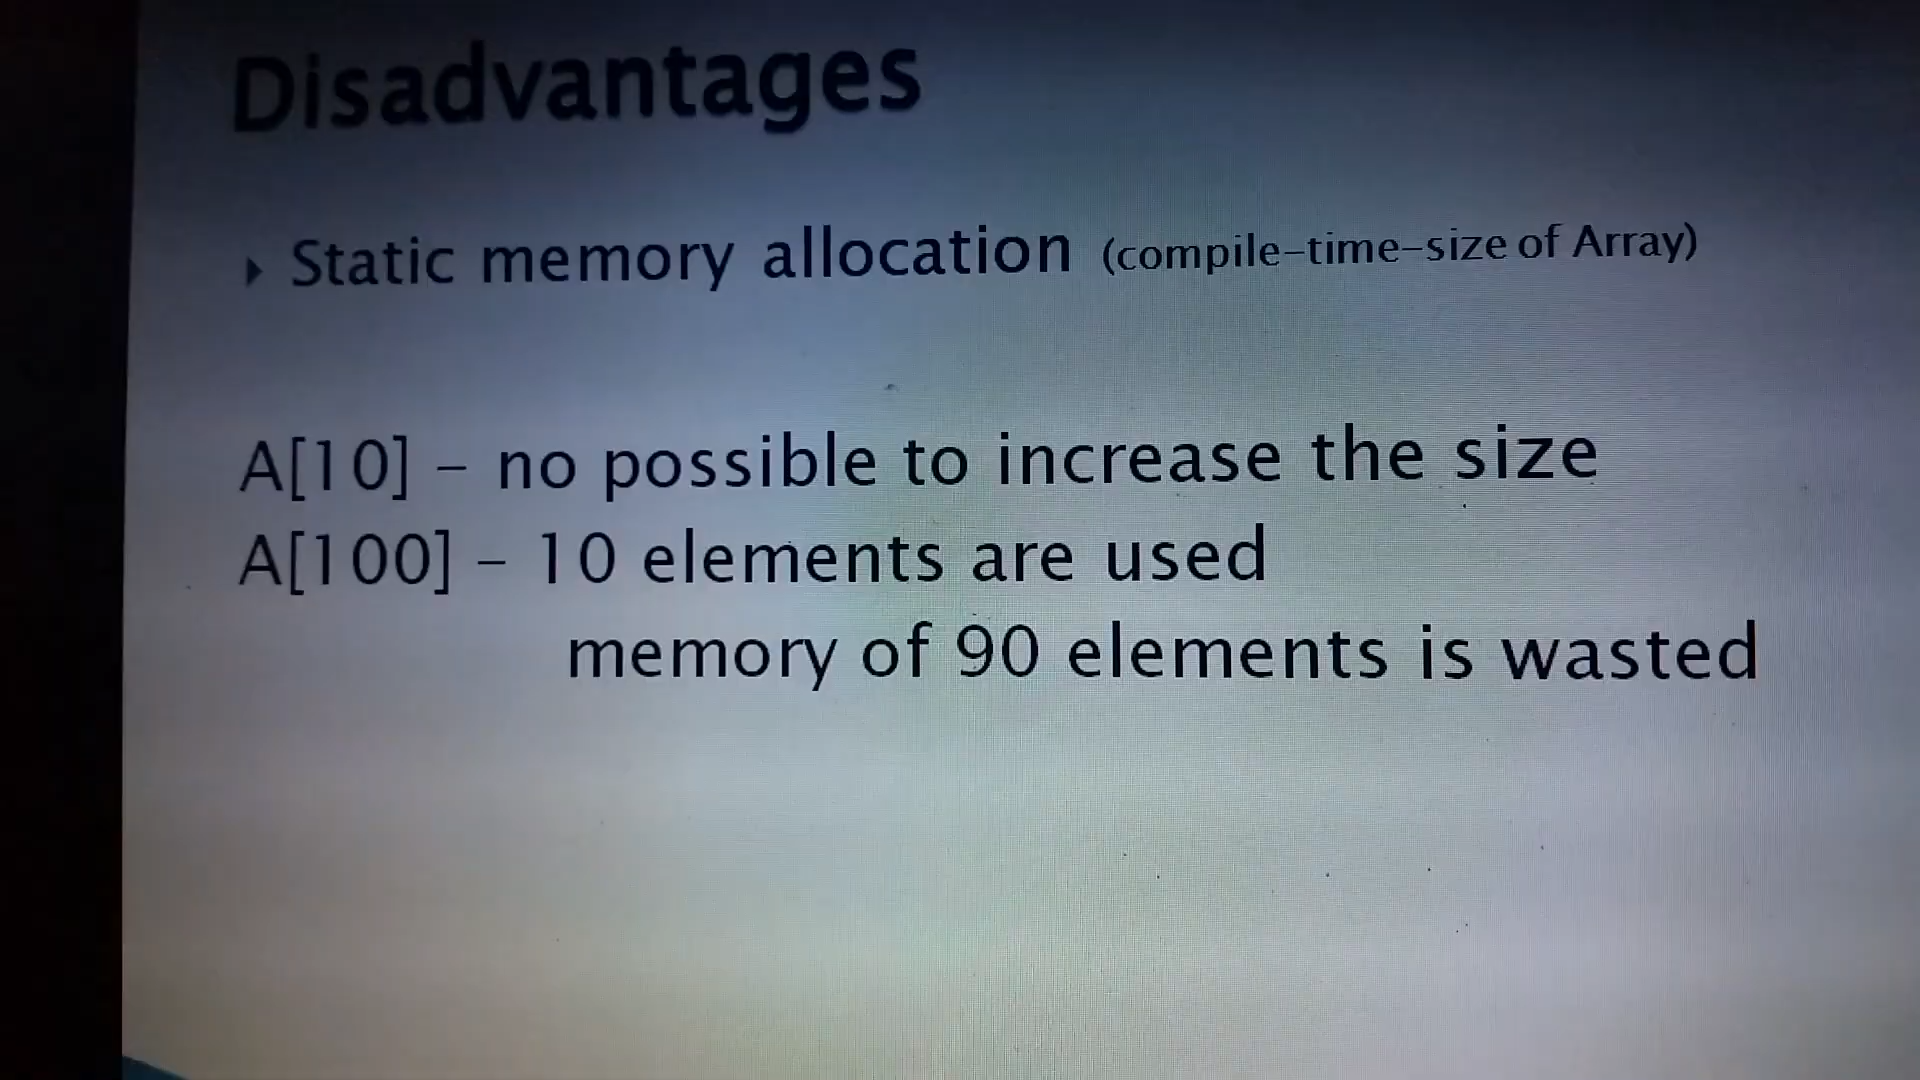 Disadvantages
Static memory allocation (compile-time-size of Array)
A[10] – no possible to increase the size
A[100] – 10 elements are used
memory of 90 elements is wasted